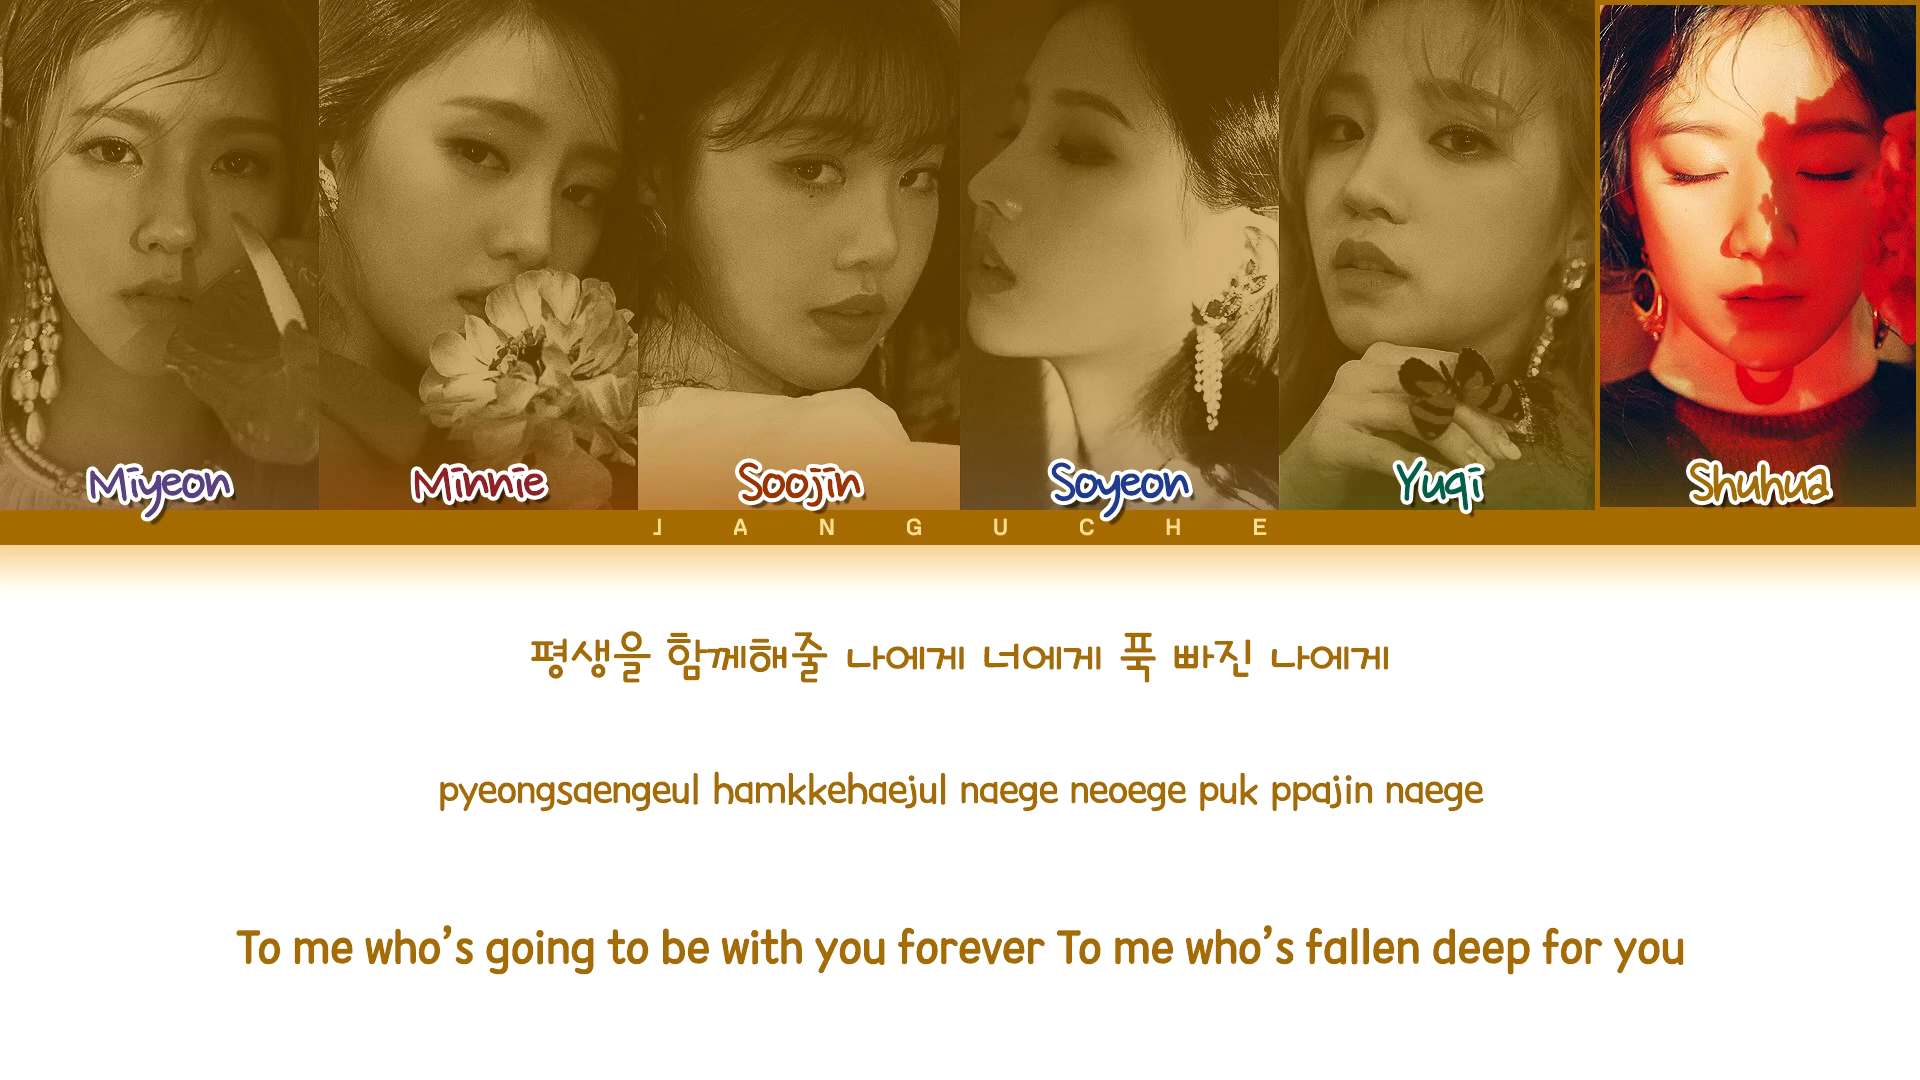 Miyeon
Minnie
Soojin
Soyeon
Yuqi
Shuhua
JANGUCHE
평생을 함께해줄 나에게 너에게 푹 빠진 나에게
pyeongsaengeul hamkkehaejul naege neoege puk ppajin naege
To me who's going to be with you forever To me who's fallen deep for you